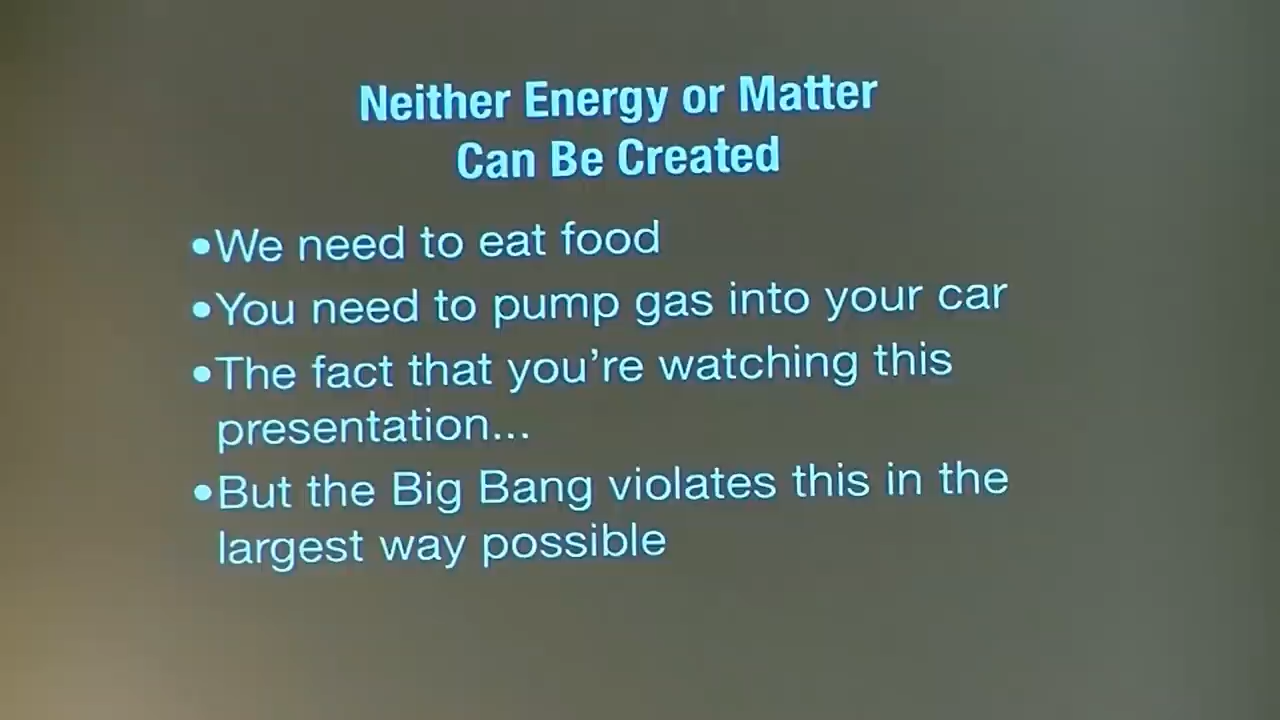 Neither Energy or Matter
Can Be Created
•We need to eat food
•You need to pump gas into your car
•The fact that you’re watching this
presentation...
•But the Big Bang violates this in the
largest way possible